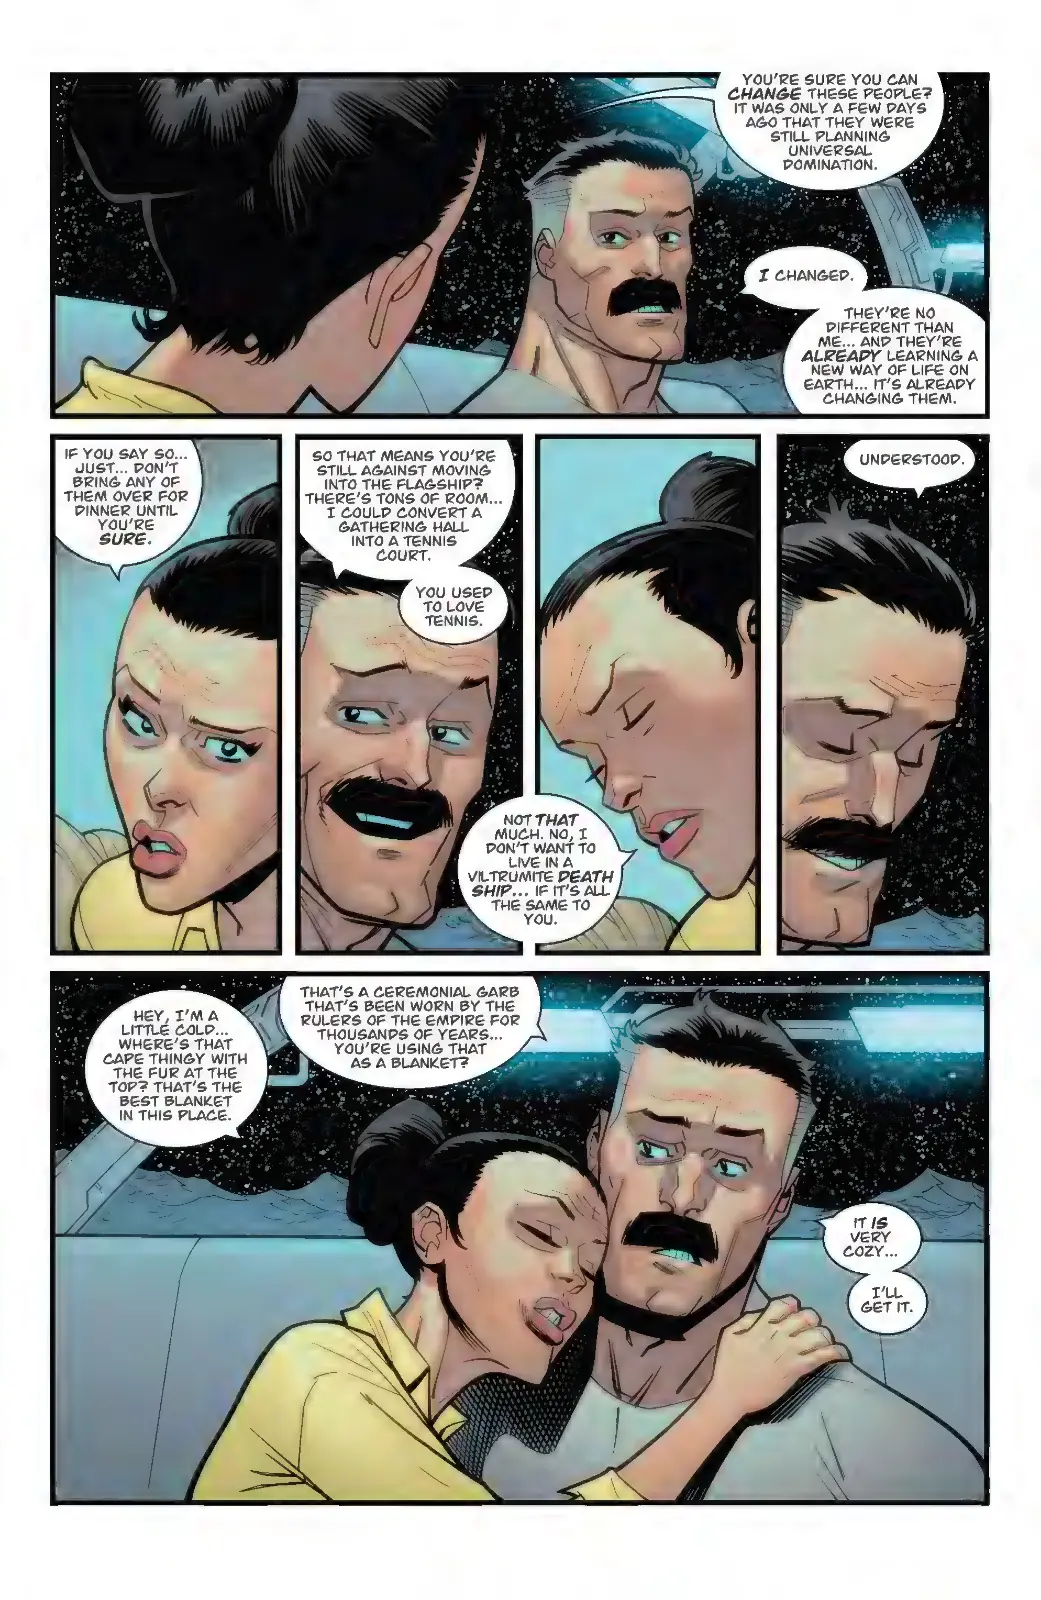 YOU'RE SURE YOU CAN
CHANGE THESE PEOPLE?
IT WAS ONLY A FEW DAYS
AGO THAT THEY WERE
STILL PLANNING
UNIVERSAL
DOMINATION.
I CHANGED.
THEY'RE NO
DIFFERENT THAN
ME... AND THEY'RE
ALREADY LEARNING A
NEW WAY OF LIFE ON
EARTH... IT'S ALREADY
CHANGING THEM.
IF YOU SAY SO...
JUST... DON'T
BRING ANY OF
THEM OVER FOR
DINNER UNTIL
YOU'RE
SURE.
SO THAT MEANS YOU'RE
STILL AGAINST MOVING
INTO THE FLAGSHIP?
THERE'S TONS OF ROOM...
I COULD CONVERT A
GATHERING HALL
INTO A TENNIS
COURT.
YOU USED
TO LOVE
TENNIS.
NOT THAT
MUCH. NO, I
DON'T WANT TO
LIVE IN A
VILTRUMITE DEATH
SHIP... IF IT'S ALL
THE SAME TO
YOU.
UNDERSTOOD.
HEY, I'M A
LITTLE COLD...
WHERE'S THAT
CAPE THINGY WITH
THE FUR AT THE
TOP? THAT'S THE
BEST BLANKET
IN THIS PLACE.
THAT'S A CEREMONIAL GARB
THAT'S BEEN WORN BY THE
RULERS OF THE EMPIRE FOR
THOUSANDS OF YEARS...
YOU'RE USING THAT
AS A BLANKET?
IT IS
VERY
COZY...
I'LL
GET IT.